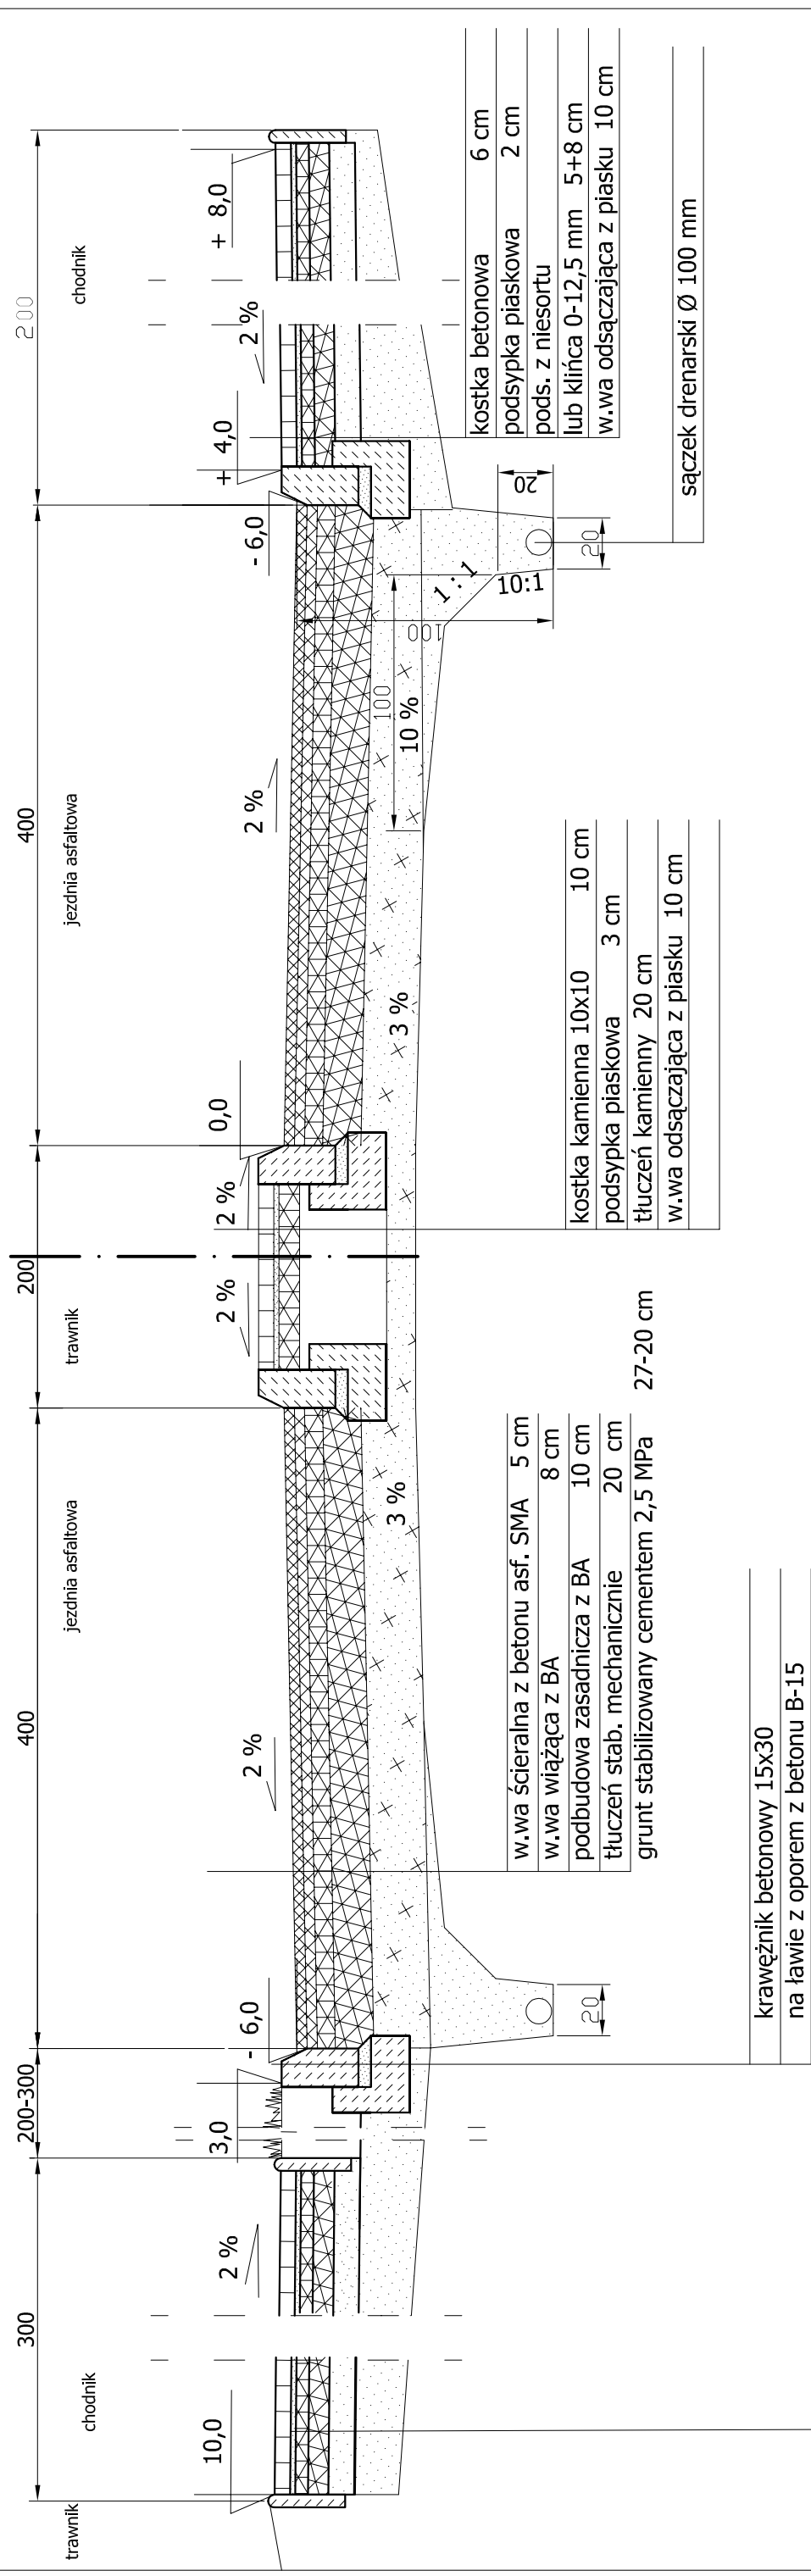 trawnik
300
200-300
400
200
400
200
chodnik
jezdnia asfaltowa
trawnik
jezdnia asfaltowa
chodnik
10,0
2 %
3,0
- 6,0
2 %
2 %
2 %
0,0
2 %
- 6,0
+ 4,0
2 %
+ 8,0
3 %
3 %
10 %
100
100
1 : 1
10:1
20
20
20
kostka betonowa 6 cm
podsypka piaskowa 2 cm
pods. z niesortu
lub klińca 0-12,5 mm 5+8 cm
w.wa odsączająca z piasku 10 cm
sączek drenarski Ø 100 mm
kostka kamienna 10x10 10 cm
podsypka piaskowa 3 cm
tłuczeń kamienny 20 cm
w.wa odsączająca z piasku 10 cm
w.wa ścieralna z betonu asf. SMA 5 cm
w.wa wiążąca z BA 8 cm
podbudowa zasadnicza z BA 10 cm
tłuczeń stab. mechanicznie 20 cm
grunt stabilizowany cementem 2,5 MPa 27-20 cm
krawężnik betonowy 15x30
na ławie z oporem z betonu B-15